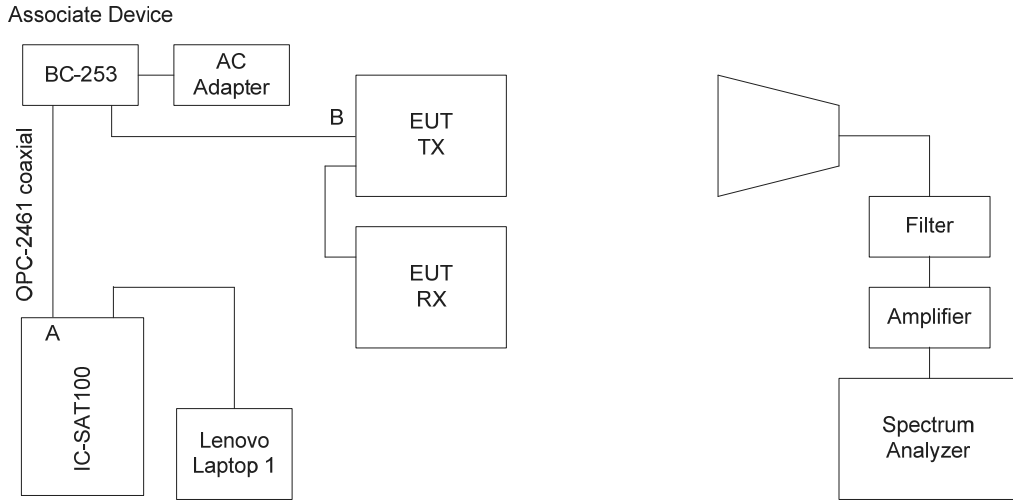 Associate Device
BC-253
AC
Adapter
B
EUT
TX
OPC-2461 coaxial
Filter
EUT
RX
Amplifier
A
IC-SAT100
Lenovo
Laptop 1
Spectrum
Analyzer